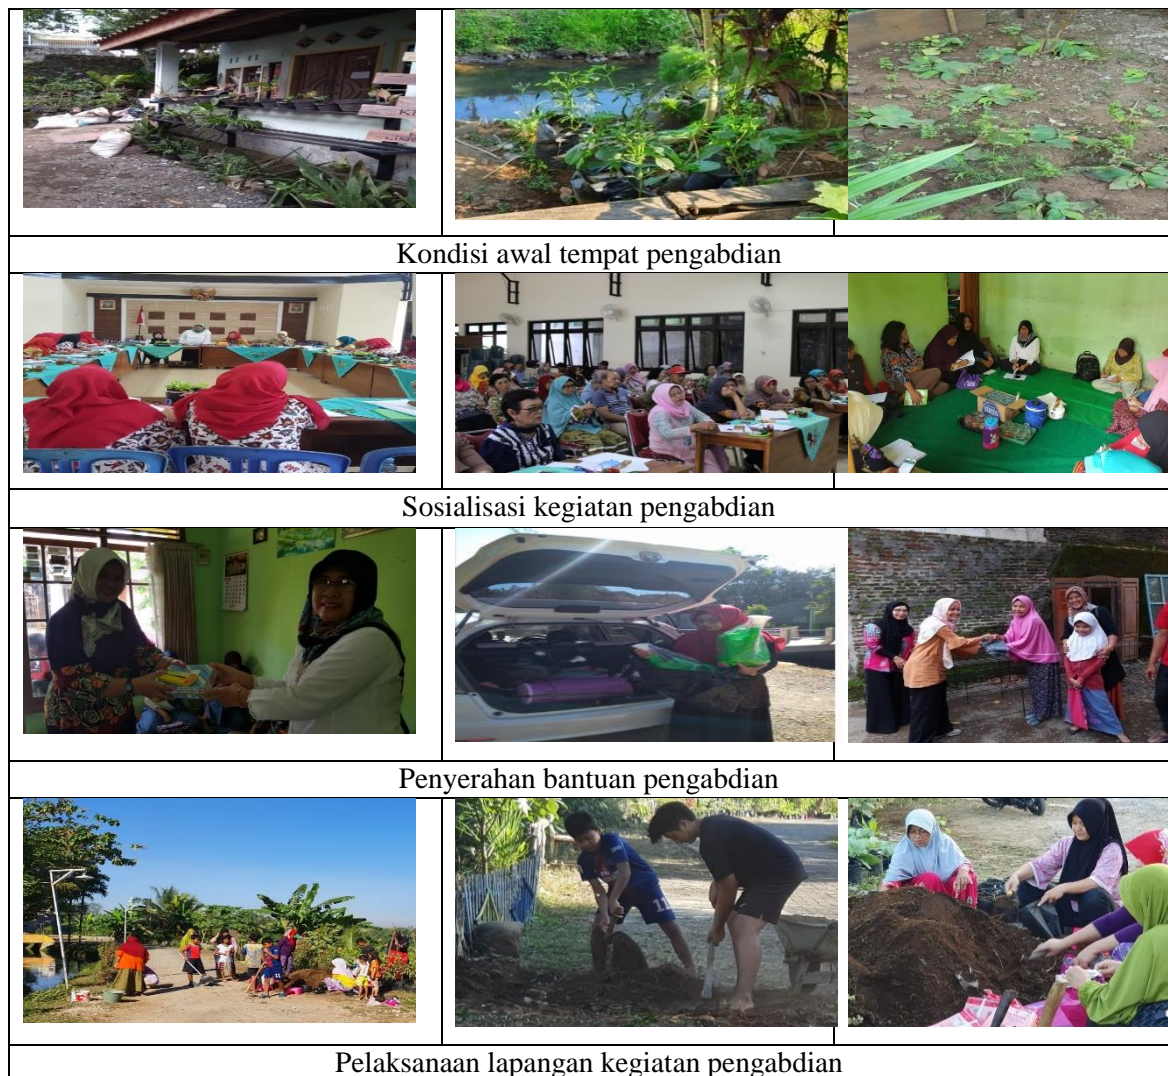 Kondisi awal tempat pengabdian
Sosialisasi kegiatan pengabdian
Penyerahan bantuan pengabdian
Pelaksanaan lapangan kegiatan pengabdian